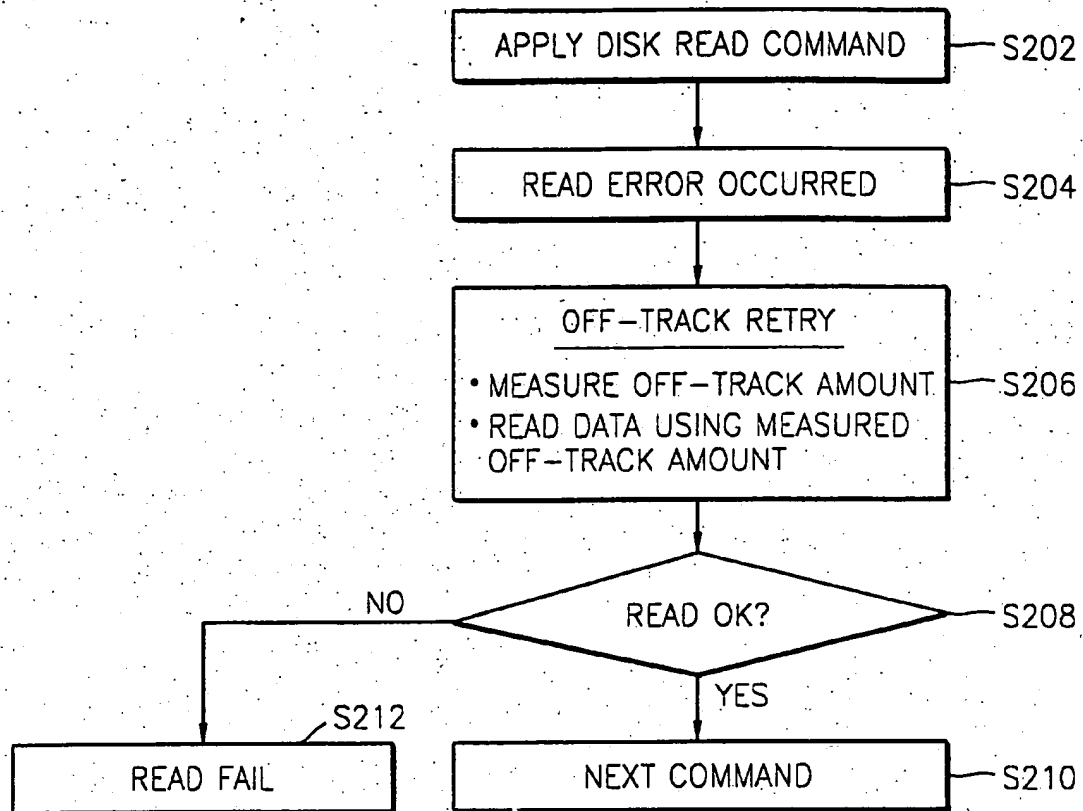 APPLY DISK READ COMMAND S202
READ ERROR OCCURRED S204
OFF-TRACK RETRY
• MEASURE OFF-TRACK AMOUNT S206
• READ DATA USING MEASURED
OFF-TRACK AMOUNT
NO READ OK? S208
YES
S212
READ FAIL NEXT COMMAND S210